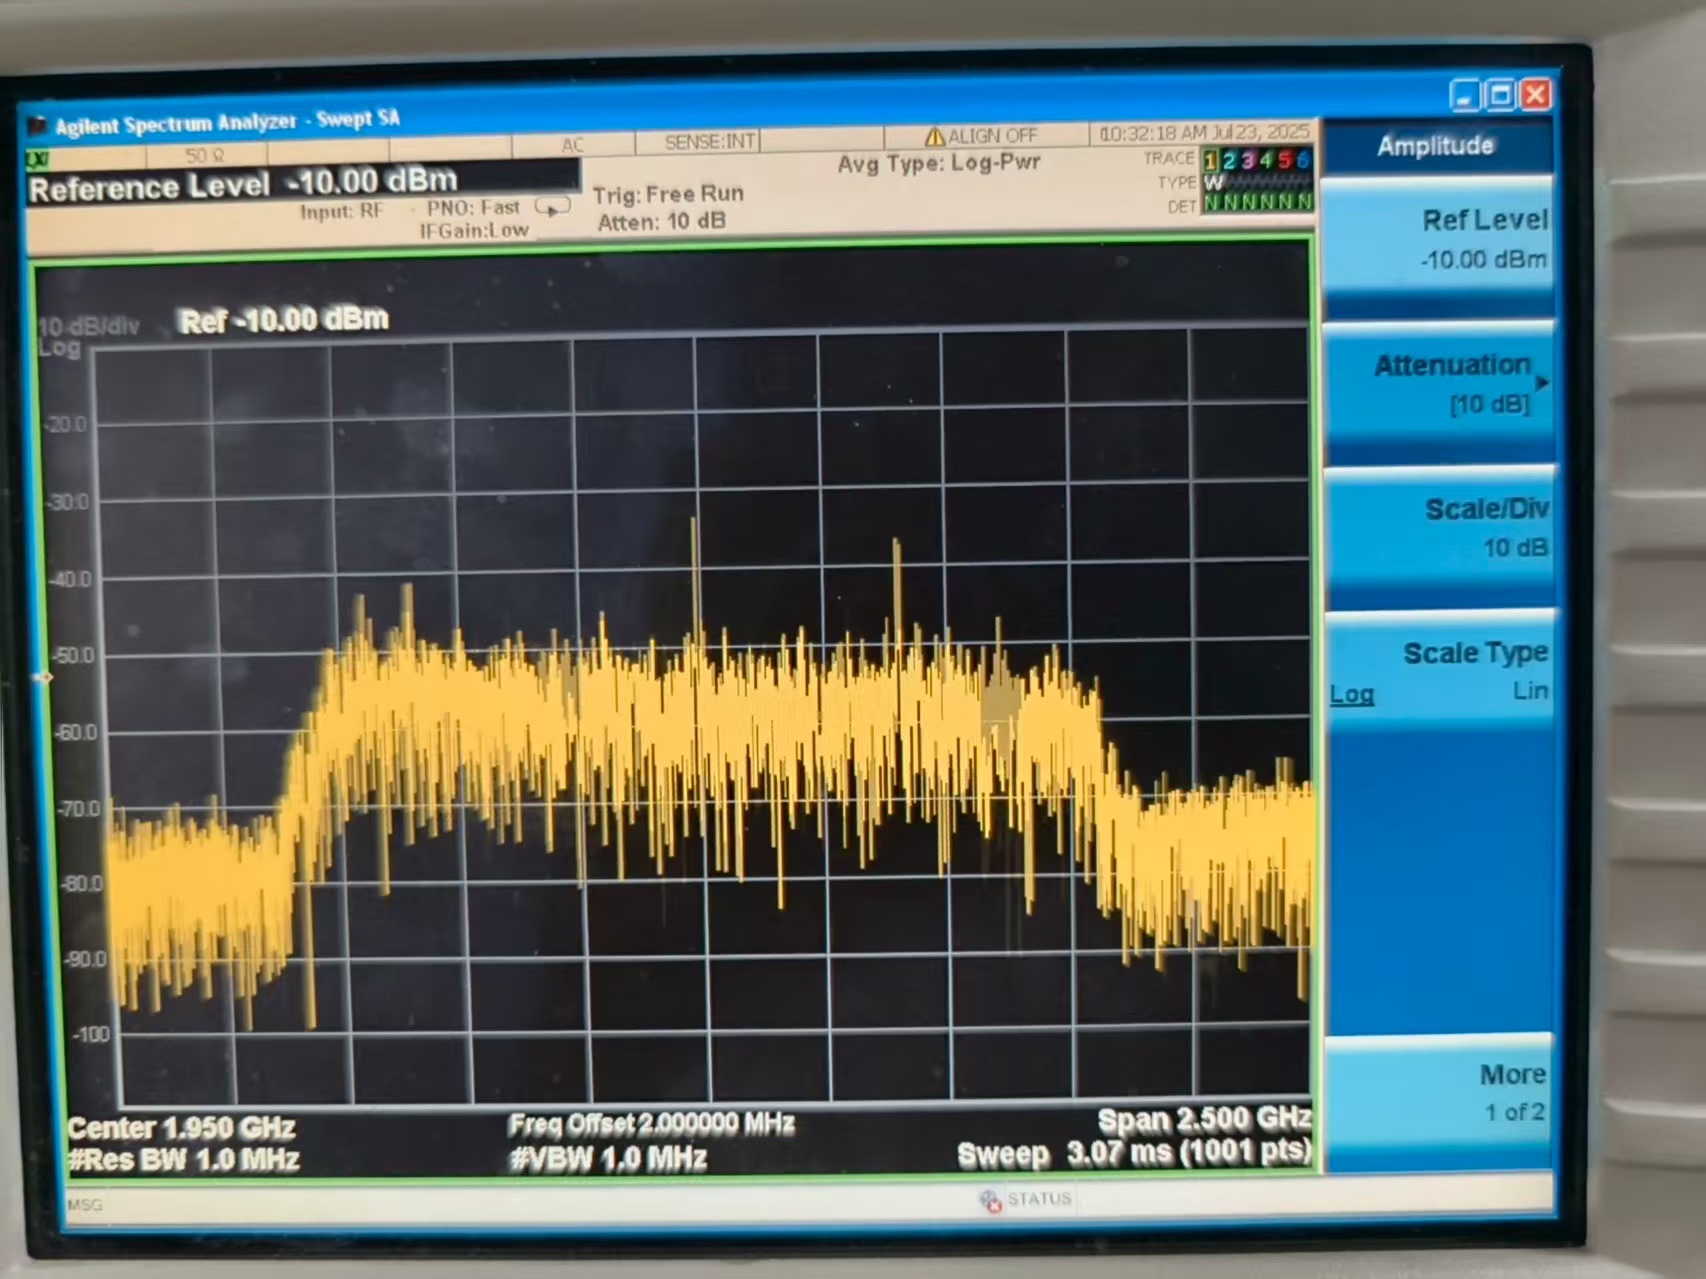 Agilent Spectrum Analyzer - Swept SA
LXI
50 Ω
AC
SENSE:INT
ALIGN OFF
10:32:18 AM Jul 23, 2025
Reference Level -10.00 dBm
Input: RF
PNO: Fast
IFGain:Low
Trig: Free Run
Atten: 10 dB
Avg Type: Log-Pwr
TRACE 1 2 3 4 5 6
TYPE W
DET N N N N N N
10 dB/div
Log
Ref -10.00 dBm
-20.0
-30.0
-40.0
-50.0
-60.0
-70.0
-80.0
-90.0
-100
Center 1.950 GHz
#Res BW 1.0 MHz
Freq Offset 2.000000 MHz
#VBW 1.0 MHz
Span 2.500 GHz
Sweep 3.07 ms (1001 pts)
MSG
STATUS
Amplitude
Ref Level
-10.00 dBm
Attenuation
[10 dB]
Scale/Div
10 dB
Scale Type
Log Lin
More
1 of 2